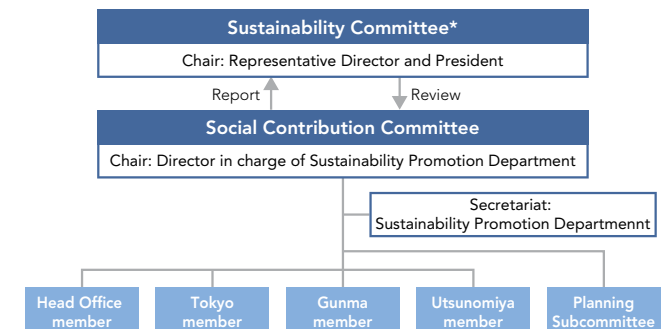 Sustainability Committee*
Chair: Representative Director and President
Report
Review
Social Contribution Committee
Chair: Director in charge of Sustainability Promotion Department
Secretariat:
Sustainability Promotion Departmennt
Head Office
member
Tokyo
member
Gunma
member
Utsunomiya
member
Planning
Subcommittee